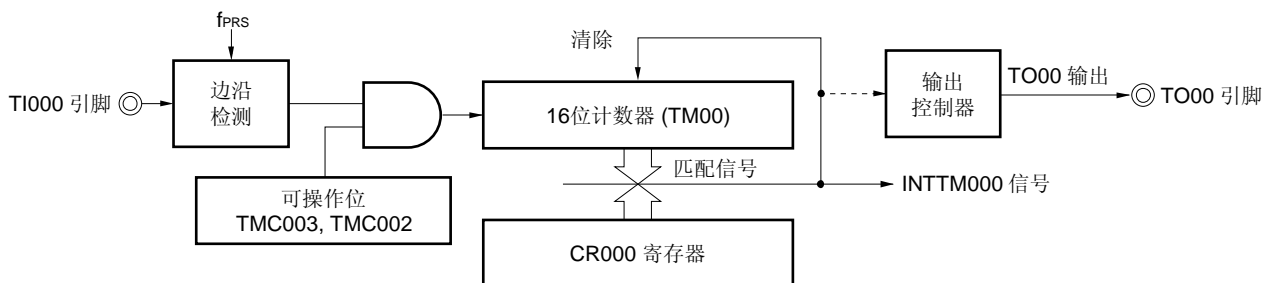 fPRS
清除
TI000 引脚
边沿
检测
16位计数器 (TM00)
输出
控制器
TO00 输出
TO00 引脚
匹配信号
INTTM000 信号
可操作位
TMC003, TMC002
CR000 寄存器